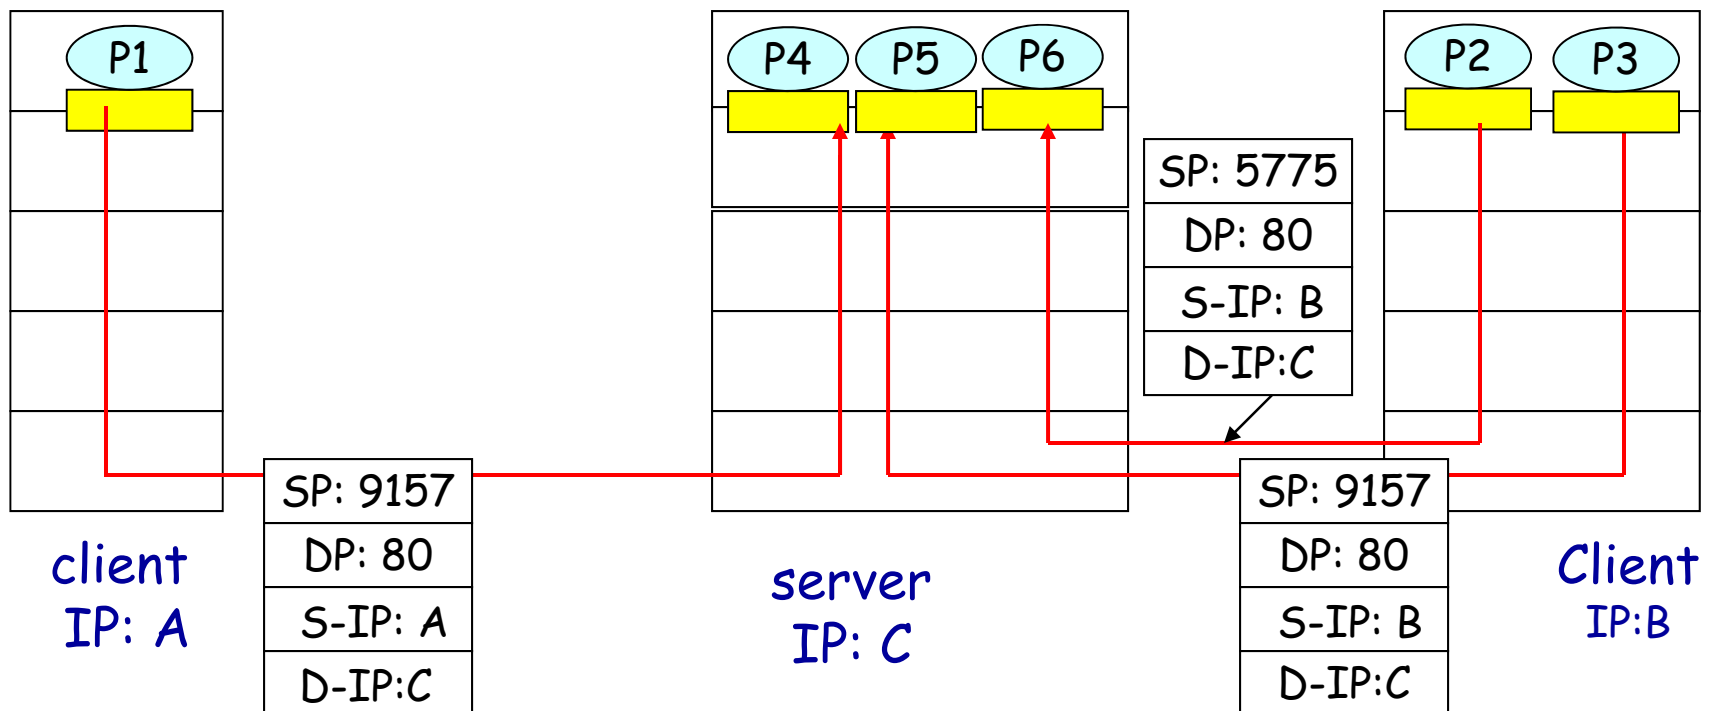 P1
P4
P5
P6
P2
P3
SP: 5775
DP: 80
S-IP: B
D-IP:C
SP: 9157
DP: 80
S-IP: A
D-IP:C
SP: 9157
DP: 80
S-IP: B
D-IP:C
client
IP: A
server
IP: C
Client
IP:B